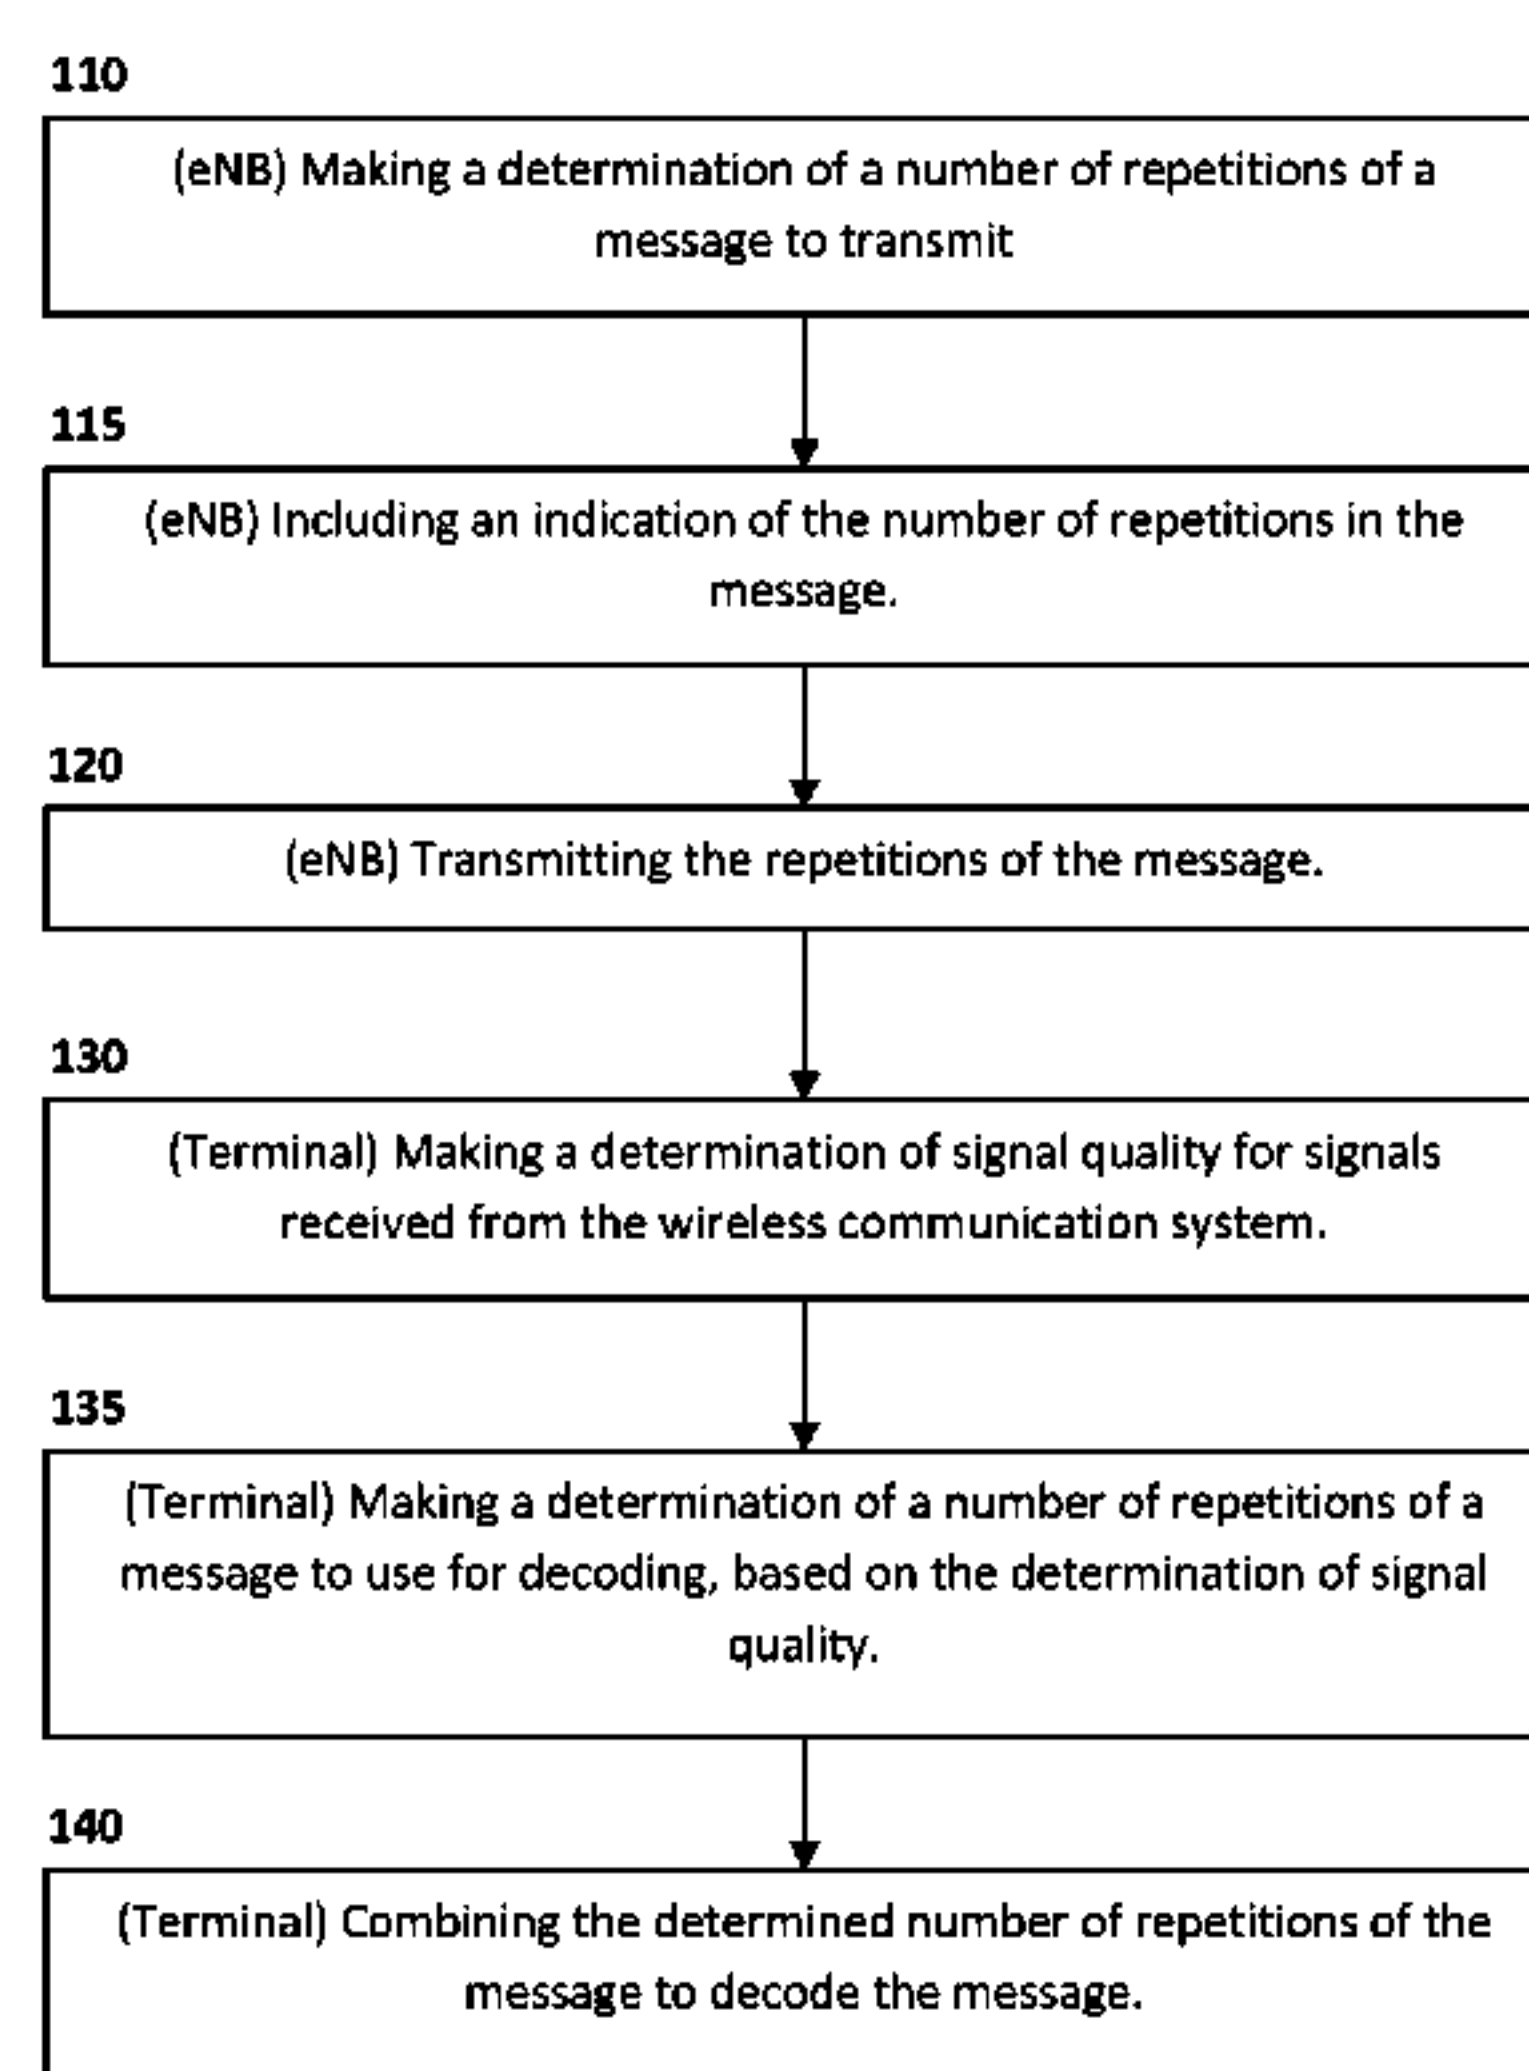 110
(eNB) Making a determination of a number of repetitions of a
message to transmit
115
(eNB) Including an indication of the number of repetitions in the
message.
120
(eNB) Transmitting the repetitions of the message.
130
(Terminal) Making a determination of signal quality for signals
received from the wireless communication system.
135
(Terminal) Making a determination of a number of repetitions of a
message to use for decoding, based on the determination of signal
quality.
140
(Terminal) Combining the determined number of repetitions of the
message to decode the message.